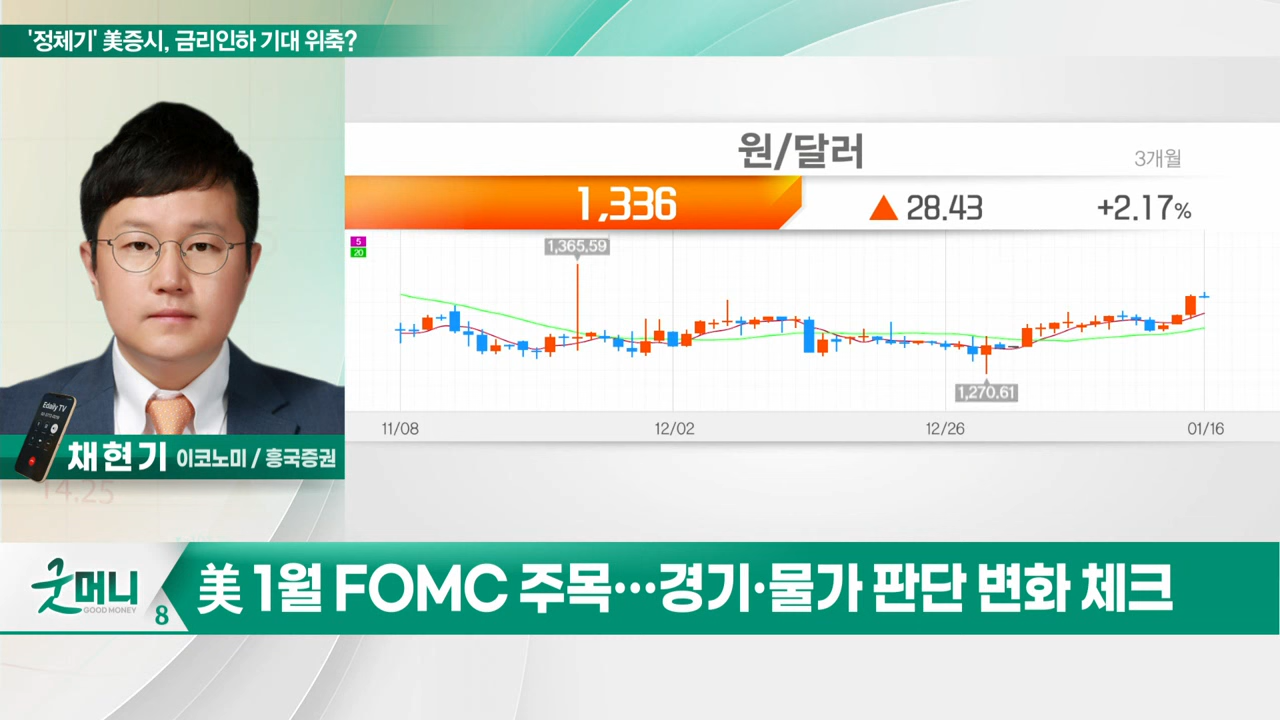 '정체기' 美증시, 금리인하 기대 위축?
원/달러
3개월
1,336
▲ 28.43
+2.17%
5
20
1,365.59
1,270.61
11/08
12/02
12/26
01/16
Edaily TV
채현기 이코노미 / 흥국증권
14.25
굿머니
GOOD MONEY
8
美 1월 FOMC 주목…경기·물가 판단 변화 체크